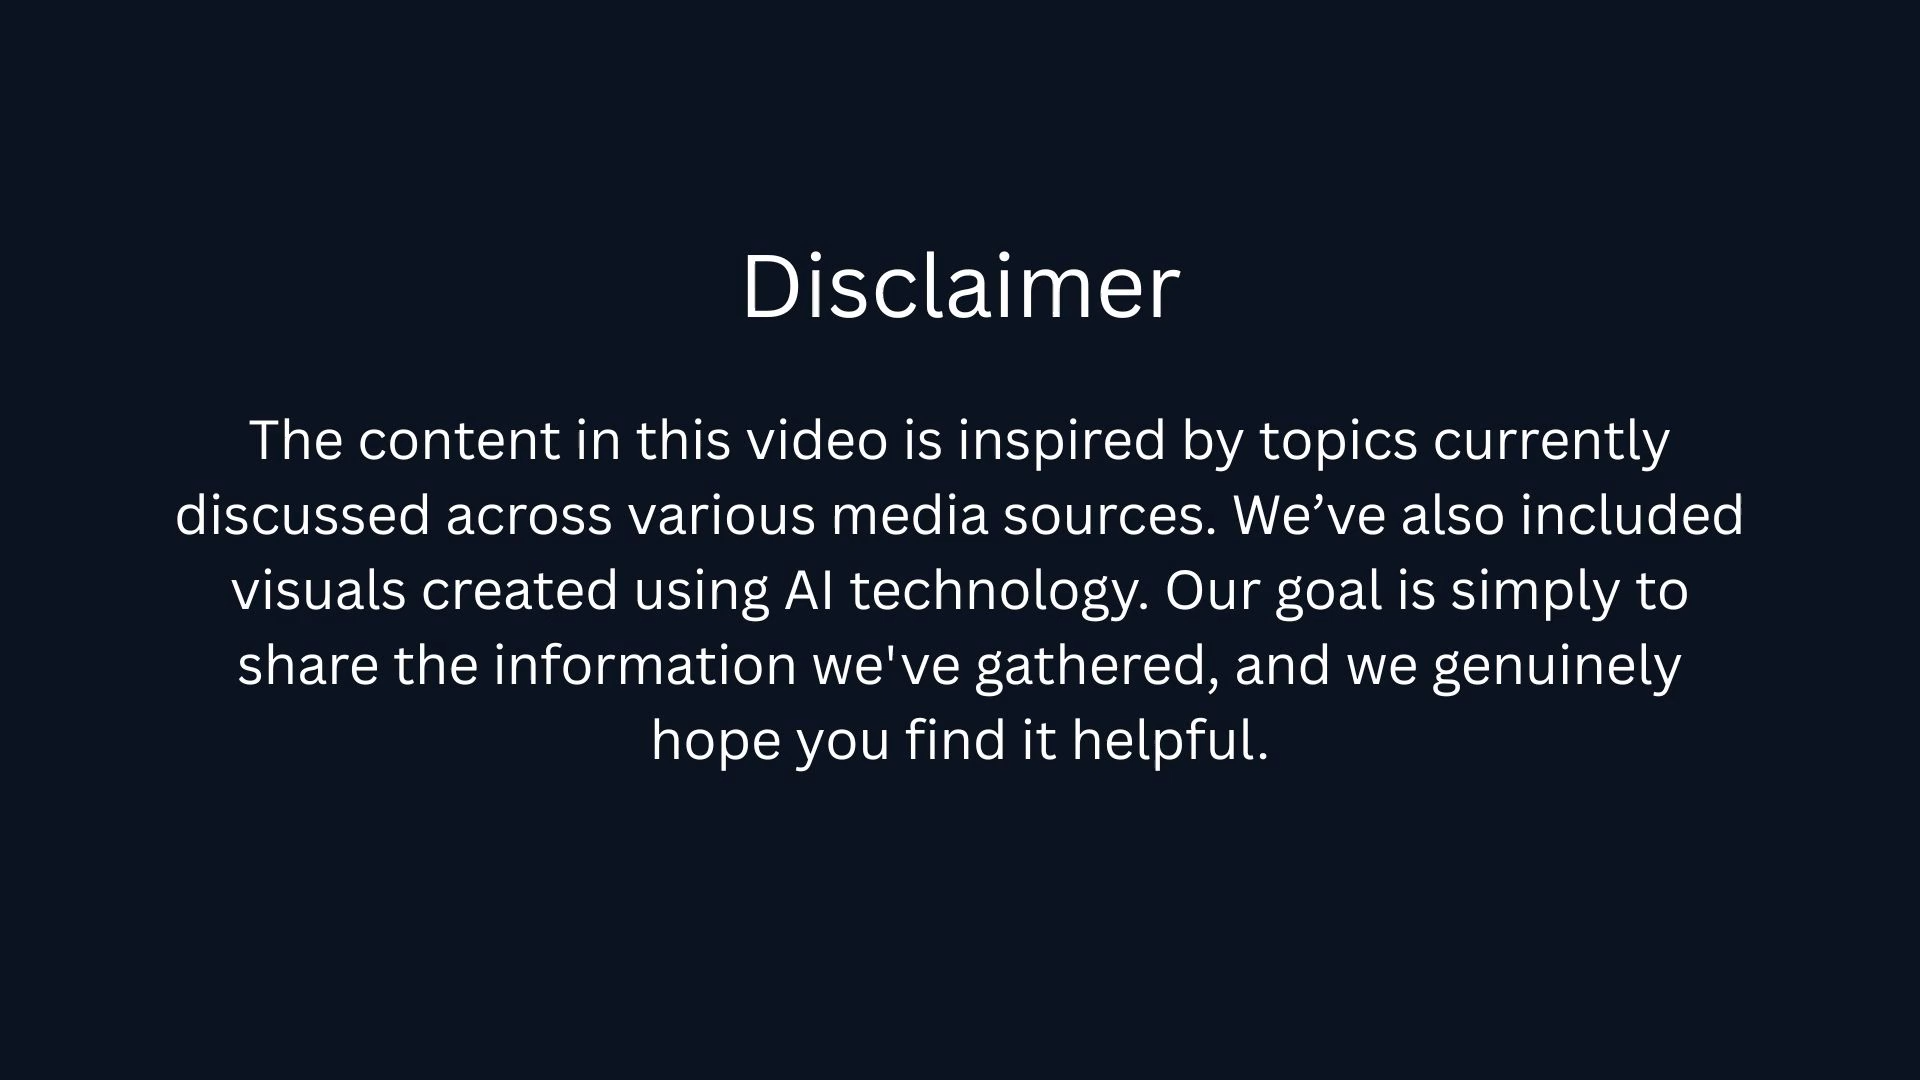 Disclaimer
The content in this video is inspired by topics currently
discussed across various media sources. We’ve also included
visuals created using AI technology. Our goal is simply to
share the information we've gathered, and we genuinely
hope you find it helpful.